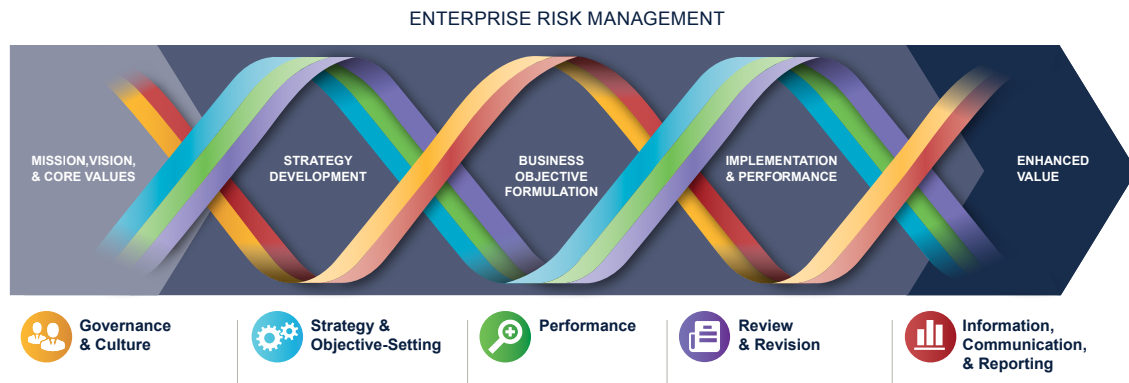 ENTERPRISE RISK MANAGEMENT
MISSION,VISION,
& CORE VALUES
STRATEGY
DEVELOPMENT
BUSINESS
OBJECTIVE
FORMULATION
IMPLEMENTATION
& PERFORMANCE
ENHANCED
VALUE
Governance
& Culture
Strategy &
Objective-Setting
Performance
Review
& Revision
Information,
Communication,
& Reporting